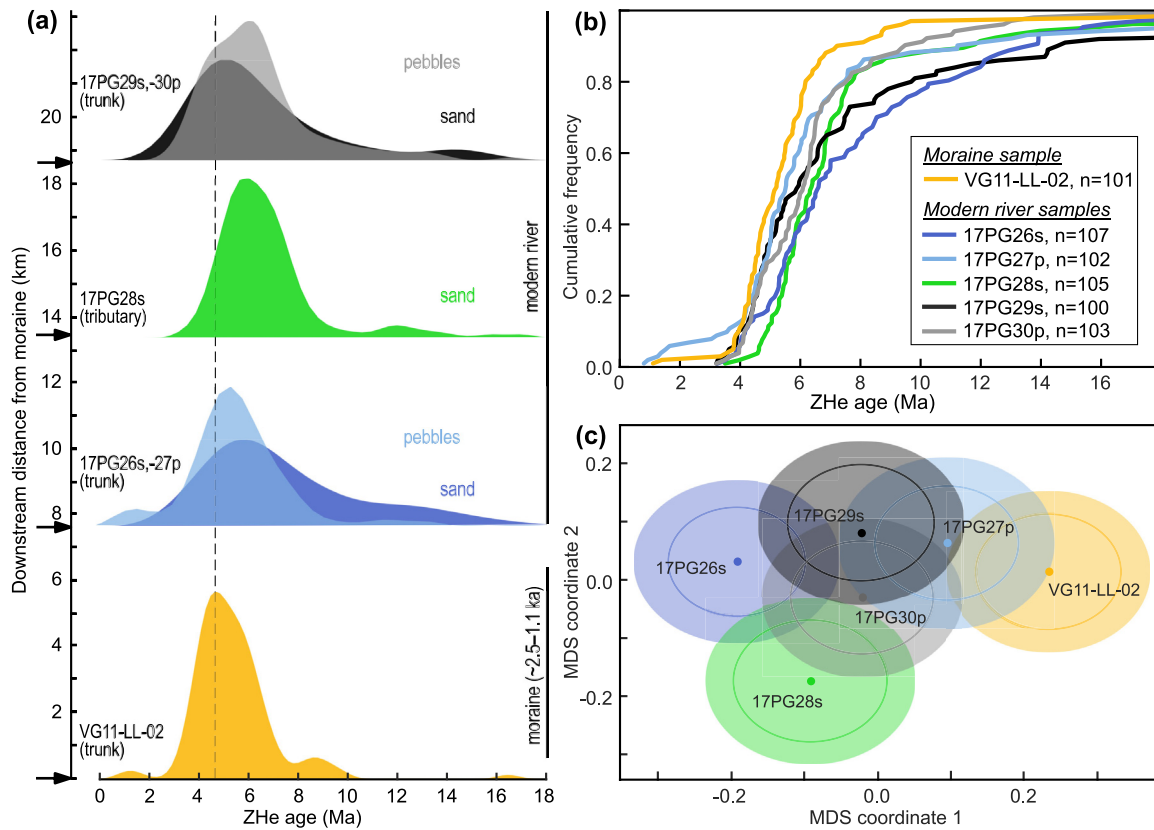 (a)
Downstream distance from moraine (km)
17PG29s,-30p
(trunk)
pebbles
sand
20
18
16
14
17PG28s
(tributary)
sand
modern river
12
10
8
17PG26s,-27p
(trunk)
pebbles
sand
6
4
2
0
VG11-LL-02
(trunk)
moraine (~2.5–1.1 ka)
0 2 4 6 8 10 12 14 16 18
ZHe age (Ma)
(b)
Cumulative frequency
0.8
0.6
0.4
0.2
0.0
0 2 4 6 8 10 12 14 16
ZHe age (Ma)
Moraine sample
VG11-LL-02, n=101
Modern river samples
17PG26s, n=107
17PG27p, n=102
17PG28s, n=105
17PG29s, n=100
17PG30p, n=103
(c)
MDS coordinate 2
0.2
0.0
-0.2
17PG29s
17PG27p
17PG26s
VG11-LL-02
17PG30p
17PG28s
-0.2 0.0 0.2
MDS coordinate 1